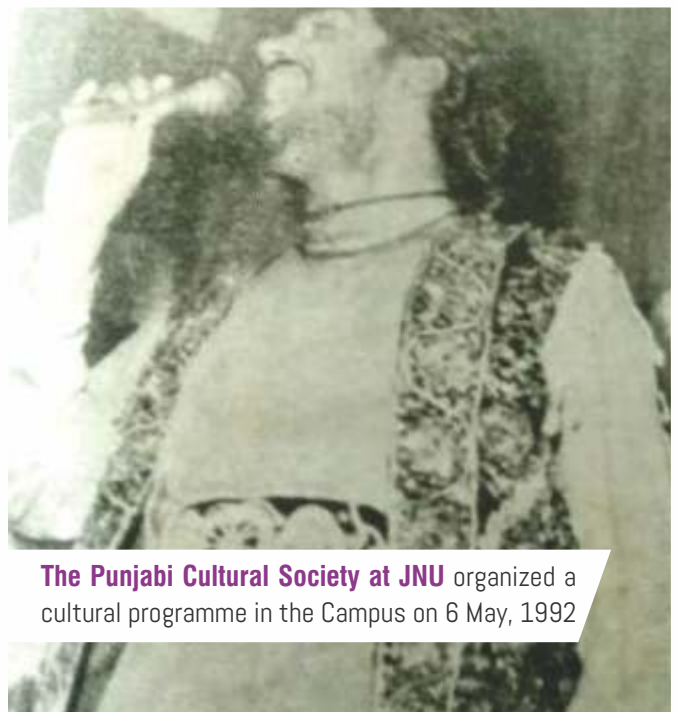 The Punjabi Cultural Society at JNU organized a
cultural programme in the Campus on 6 May, 1992